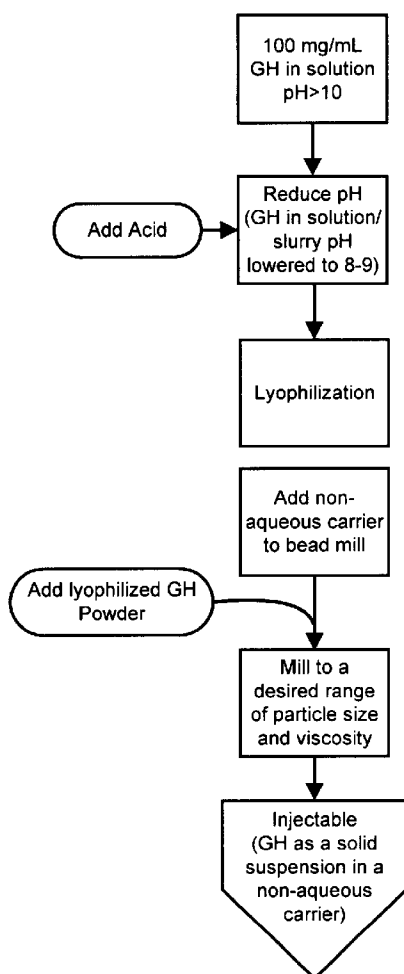 100 mg/mL
GH in solution
pH>10
Add Acid
Reduce pH
(GH in solution/
slurry pH
lowered to 8-9)
Lyophilization
Add non-
aqueous carrier
to bead mill
Add lyophilized GH
Powder
Mill to a
desired range
of particle size
and viscosity
Injectable
(GH as a solid
suspension in a
non-aqueous
carrier)